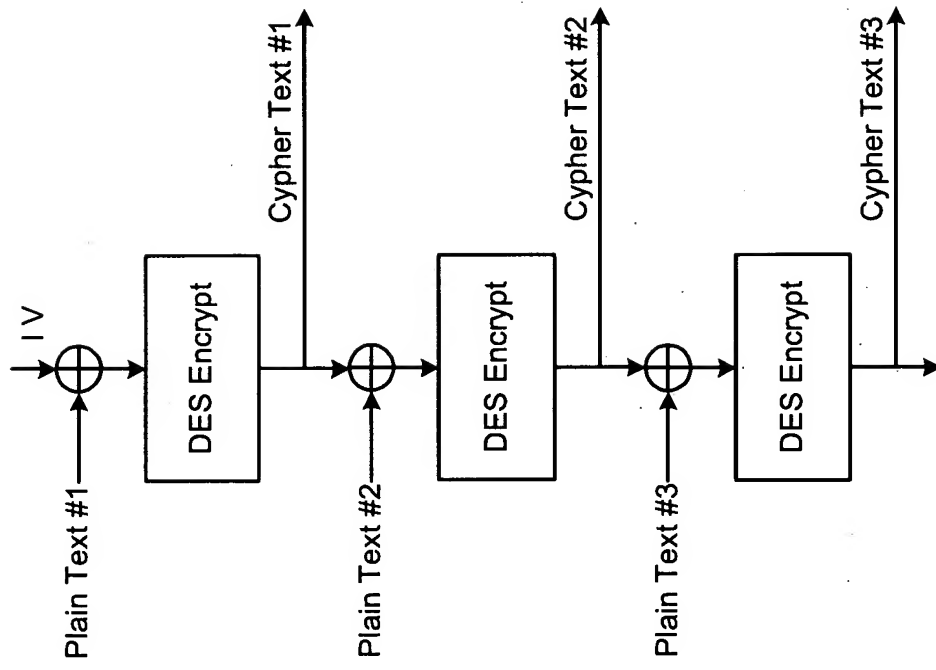 I V
Plain Text #1
DES Encrypt
Cypher Text #1
Plain Text #2
DES Encrypt
Cypher Text #2
Plain Text #3
DES Encrypt
Cypher Text #3